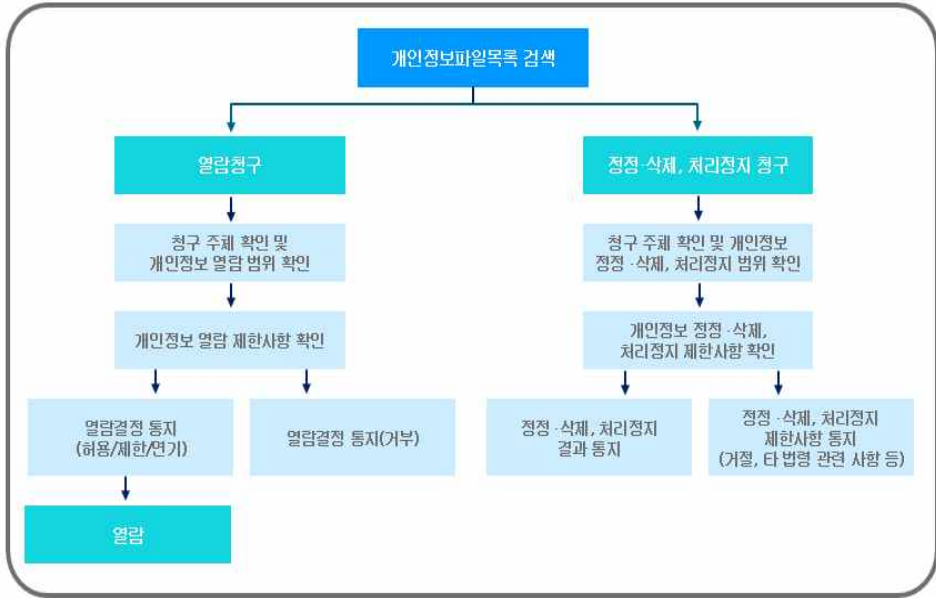 개인정보파일목록 검색
열람청구
정정·삭제, 처리정지 청구
청구 주체 확인 및
개인정보 열람 범위 확인
청구 주체 확인 및 개인정보
정정 ·삭제, 처리정지 범위 확인
개인정보 열람 제한사항 확인
개인정보 정정 ·삭제,
처리정지 제한사항 확인
열람결정 통지
(허용/제한/연기)
열람결정 통지(거부)
정정 ·삭제, 처리정지
결과 통지
정정 ·삭제, 처리정지
제한사항 통지
(거절, 타 법령 관련 사항 등)
열람